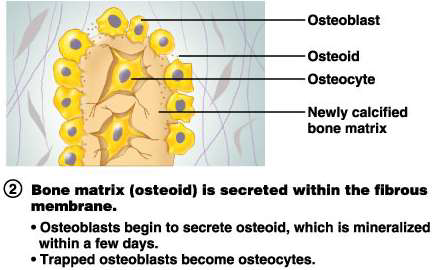 Osteoblast
Osteoid
Osteocyte
Newly calcified
bone matrix
② Bone matrix (osteoid) is secreted within the fibrous
membrane.
• Osteoblasts begin to secrete osteoid, which is mineralized
within a few days.
• Trapped osteoblasts become osteocytes.